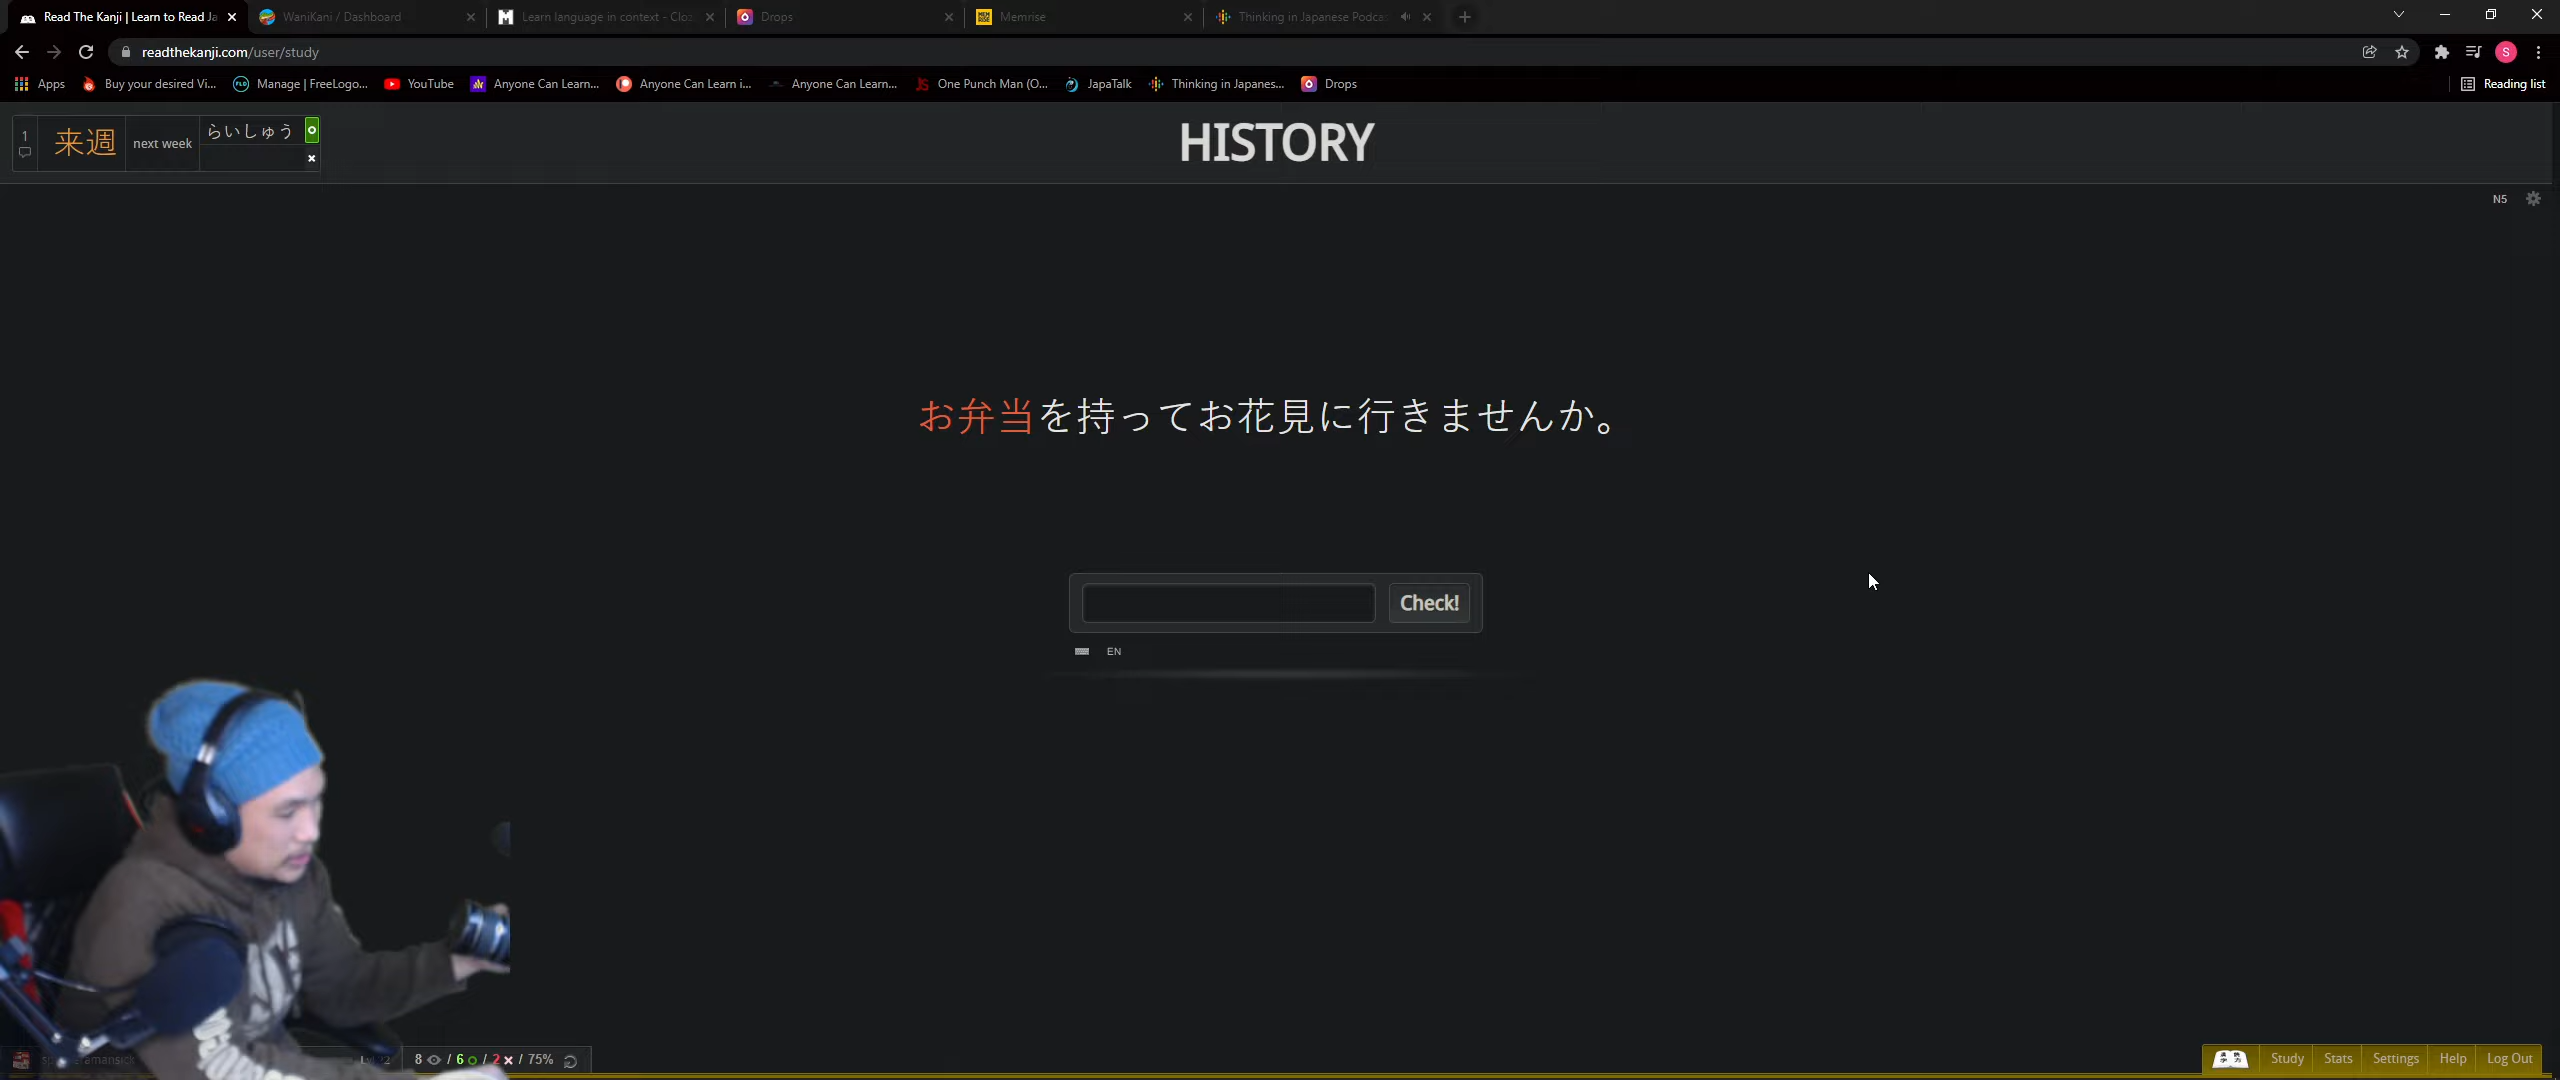 Read The Kanji | Learn to Read Ja
WaniKani / Dashboard
Learn language in context - Cloz
Drops
Memrise
Thinking in Japanese Podca
readthekanji.com/user/study
S
Apps
Buy your desired Vi...
Manage | FreeLogo...
YouTube
Anyone Can Learn...
Anyone Can Learn i...
Anyone Can Learn...
One Punch Man (O...
JapaTalk
Thinking in Japanes...
Drops
Reading list
1
来週
next week
らいしゅう
HISTORY
N5
お弁当を持ってお花見に行きませんか。
Check!
EN
8 / 6 / 2 / 75%
Study
Stats
Settings
Help
Log Out